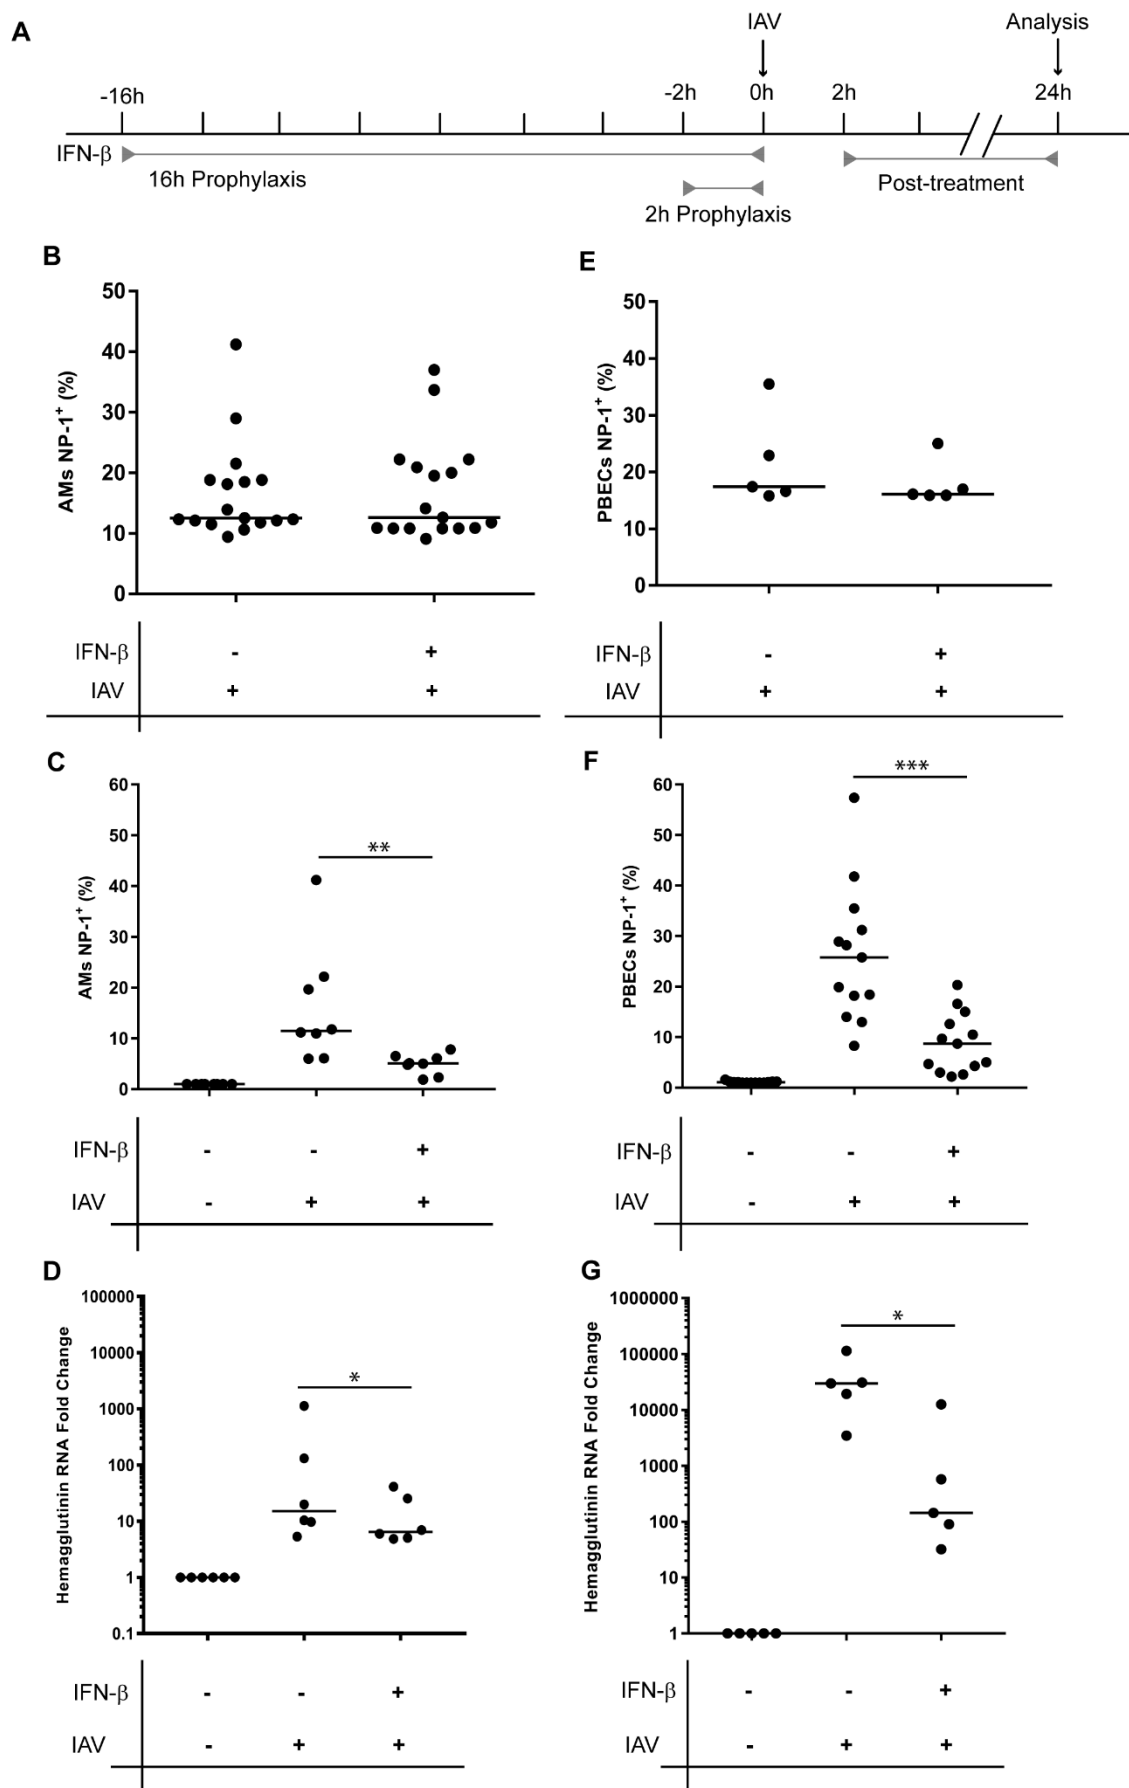 A
IAV
Analysis
-16h
-2h
0h
2h
24h
IFN-β
16h Prophylaxis
2h Prophylaxis
Post-treatment
B
AMs NP-1⁺ (%)
50
40
30
20
10
0
IFN-β - +
IAV + +
E
PBECs NP-1⁺ (%)
50
40
30
20
10
0
IFN-β - +
IAV + +
C
AMs NP-1⁺ (%)
60
50
40
30
20
10
0
**
IFN-β - - +
IAV - + +
F
PBECs NP-1⁺ (%)
60
50
40
30
20
10
0
***
IFN-β - - +
IAV - + +
D
Hemagglutinin RNA Fold Change
100000
10000
1000
100
10
1
0.1
*
IFN-β - - +
IAV - + +
G
Hemagglutinin RNA Fold Change
1000000
100000
10000
1000
100
10
1
*
IFN-β - - +
IAV - + +